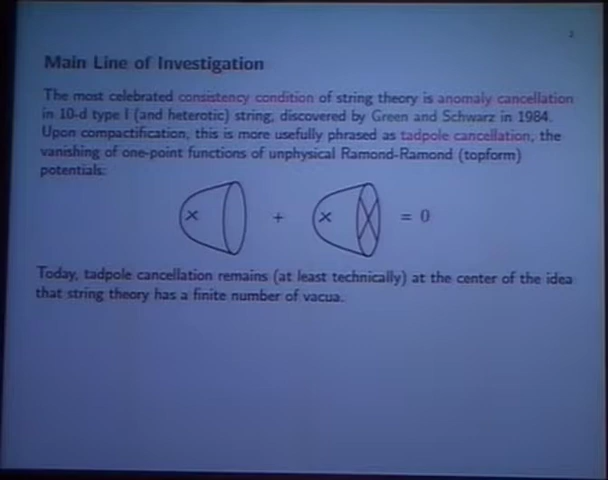 2
Main Line of Investigation
The most celebrated consistency condition of string theory is anomaly cancellation
in 10-d type I (and heterotic) string, discovered by Green and Schwarz in 1984.
Upon compactification, this is more usefully phrased as tadpole cancellation, the
vanishing of one-point functions of unphysical Ramond-Ramond (topform)
potentials:
× + × = 0
Today, tadpole cancellation remains (at least technically) at the center of the idea
that string theory has a finite number of vacua.